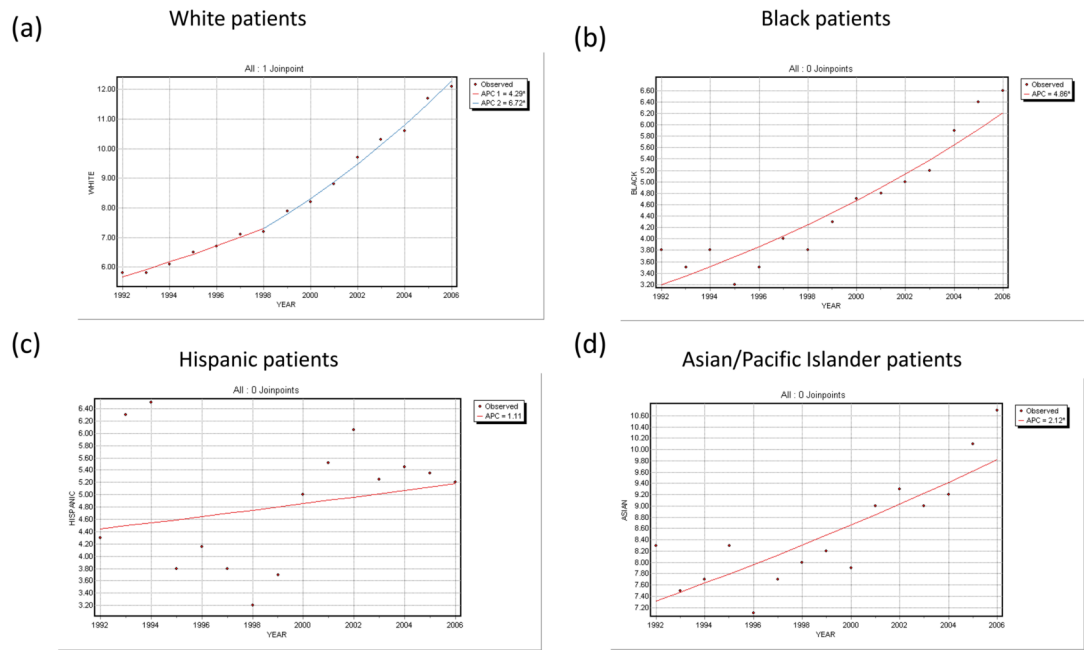 (a)
White patients
All : 1 Joinpoint
Observed
APC 1 = 4.29*
APC 2 = 6.72*
12.00
11.00
10.00
9.00
8.00
7.00
6.00
WHITE
1992 1994 1996 1998 2000 2002 2004 2006
YEAR
(b)
Black patients
All : 0 Joinpoints
Observed
APC = 4.86*
6.60
6.40
6.20
6.00
5.80
5.60
5.40
5.20
5.00
4.80
4.60
4.40
4.20
4.00
3.80
3.60
3.40
3.20
BLACK
1992 1994 1996 1998 2000 2002 2004 2006
YEAR
(c)
Hispanic patients
All : 0 Joinpoints
Observed
APC = 1.11
6.40
6.20
6.00
5.80
5.60
5.40
5.20
5.00
4.80
4.60
4.40
4.20
4.00
3.80
3.60
3.40
3.20
HISPANIC
1992 1994 1996 1998 2000 2002 2004 2006
YEAR
(d)
Asian/Pacific Islander patients
All : 0 Joinpoints
Observed
APC = 2.12*
10.60
10.40
10.20
10.00
9.80
9.60
9.40
9.20
9.00
8.80
8.60
8.40
8.20
8.00
7.80
7.60
7.40
7.20
ASIAN
1992 1994 1996 1998 2000 2002 2004 2006
YEAR